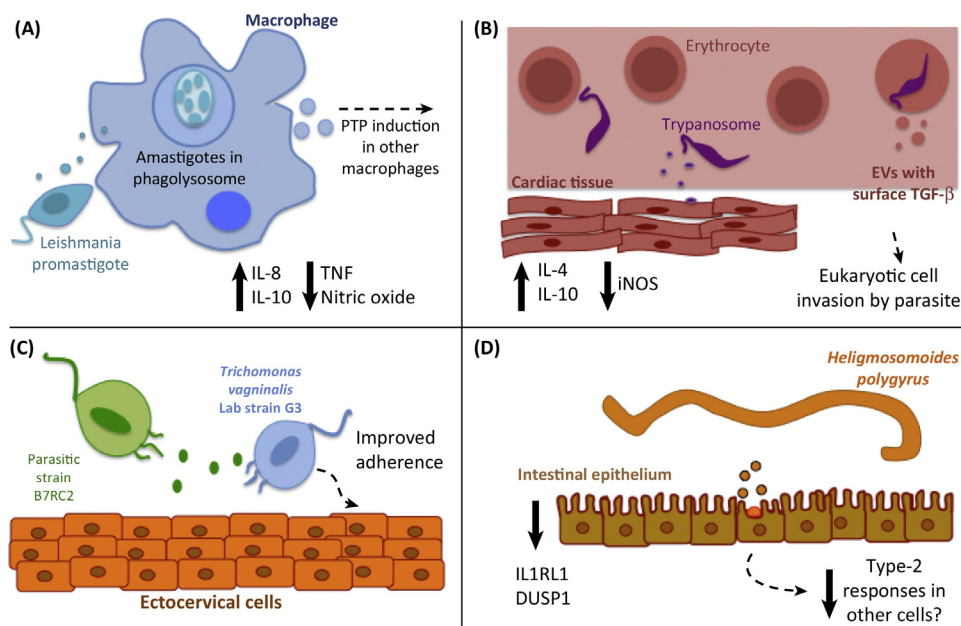 (A)
Macrophage
Amastigotes in
phagolysosome
PTP induction
in other
macrophages
Leishmania
promastigote
IL-8
IL-10
TNF
Nitric oxide
(B)
Erythrocyte
Trypanosome
Cardiac tissue
EVs with
surface TGF-β
IL-4
IL-10
iNOS
Eukaryotic cell
invasion by parasite
(C)
Trichomonas
vagninalis
Lab strain G3
Parasitic
strain
B7RC2
Improved
adherence
Ectocervical cells
(D)
Heligmosomoides
polygyrus
Intestinal epithelium
IL1RL1
DUSP1
Type-2
responses in
other cells?